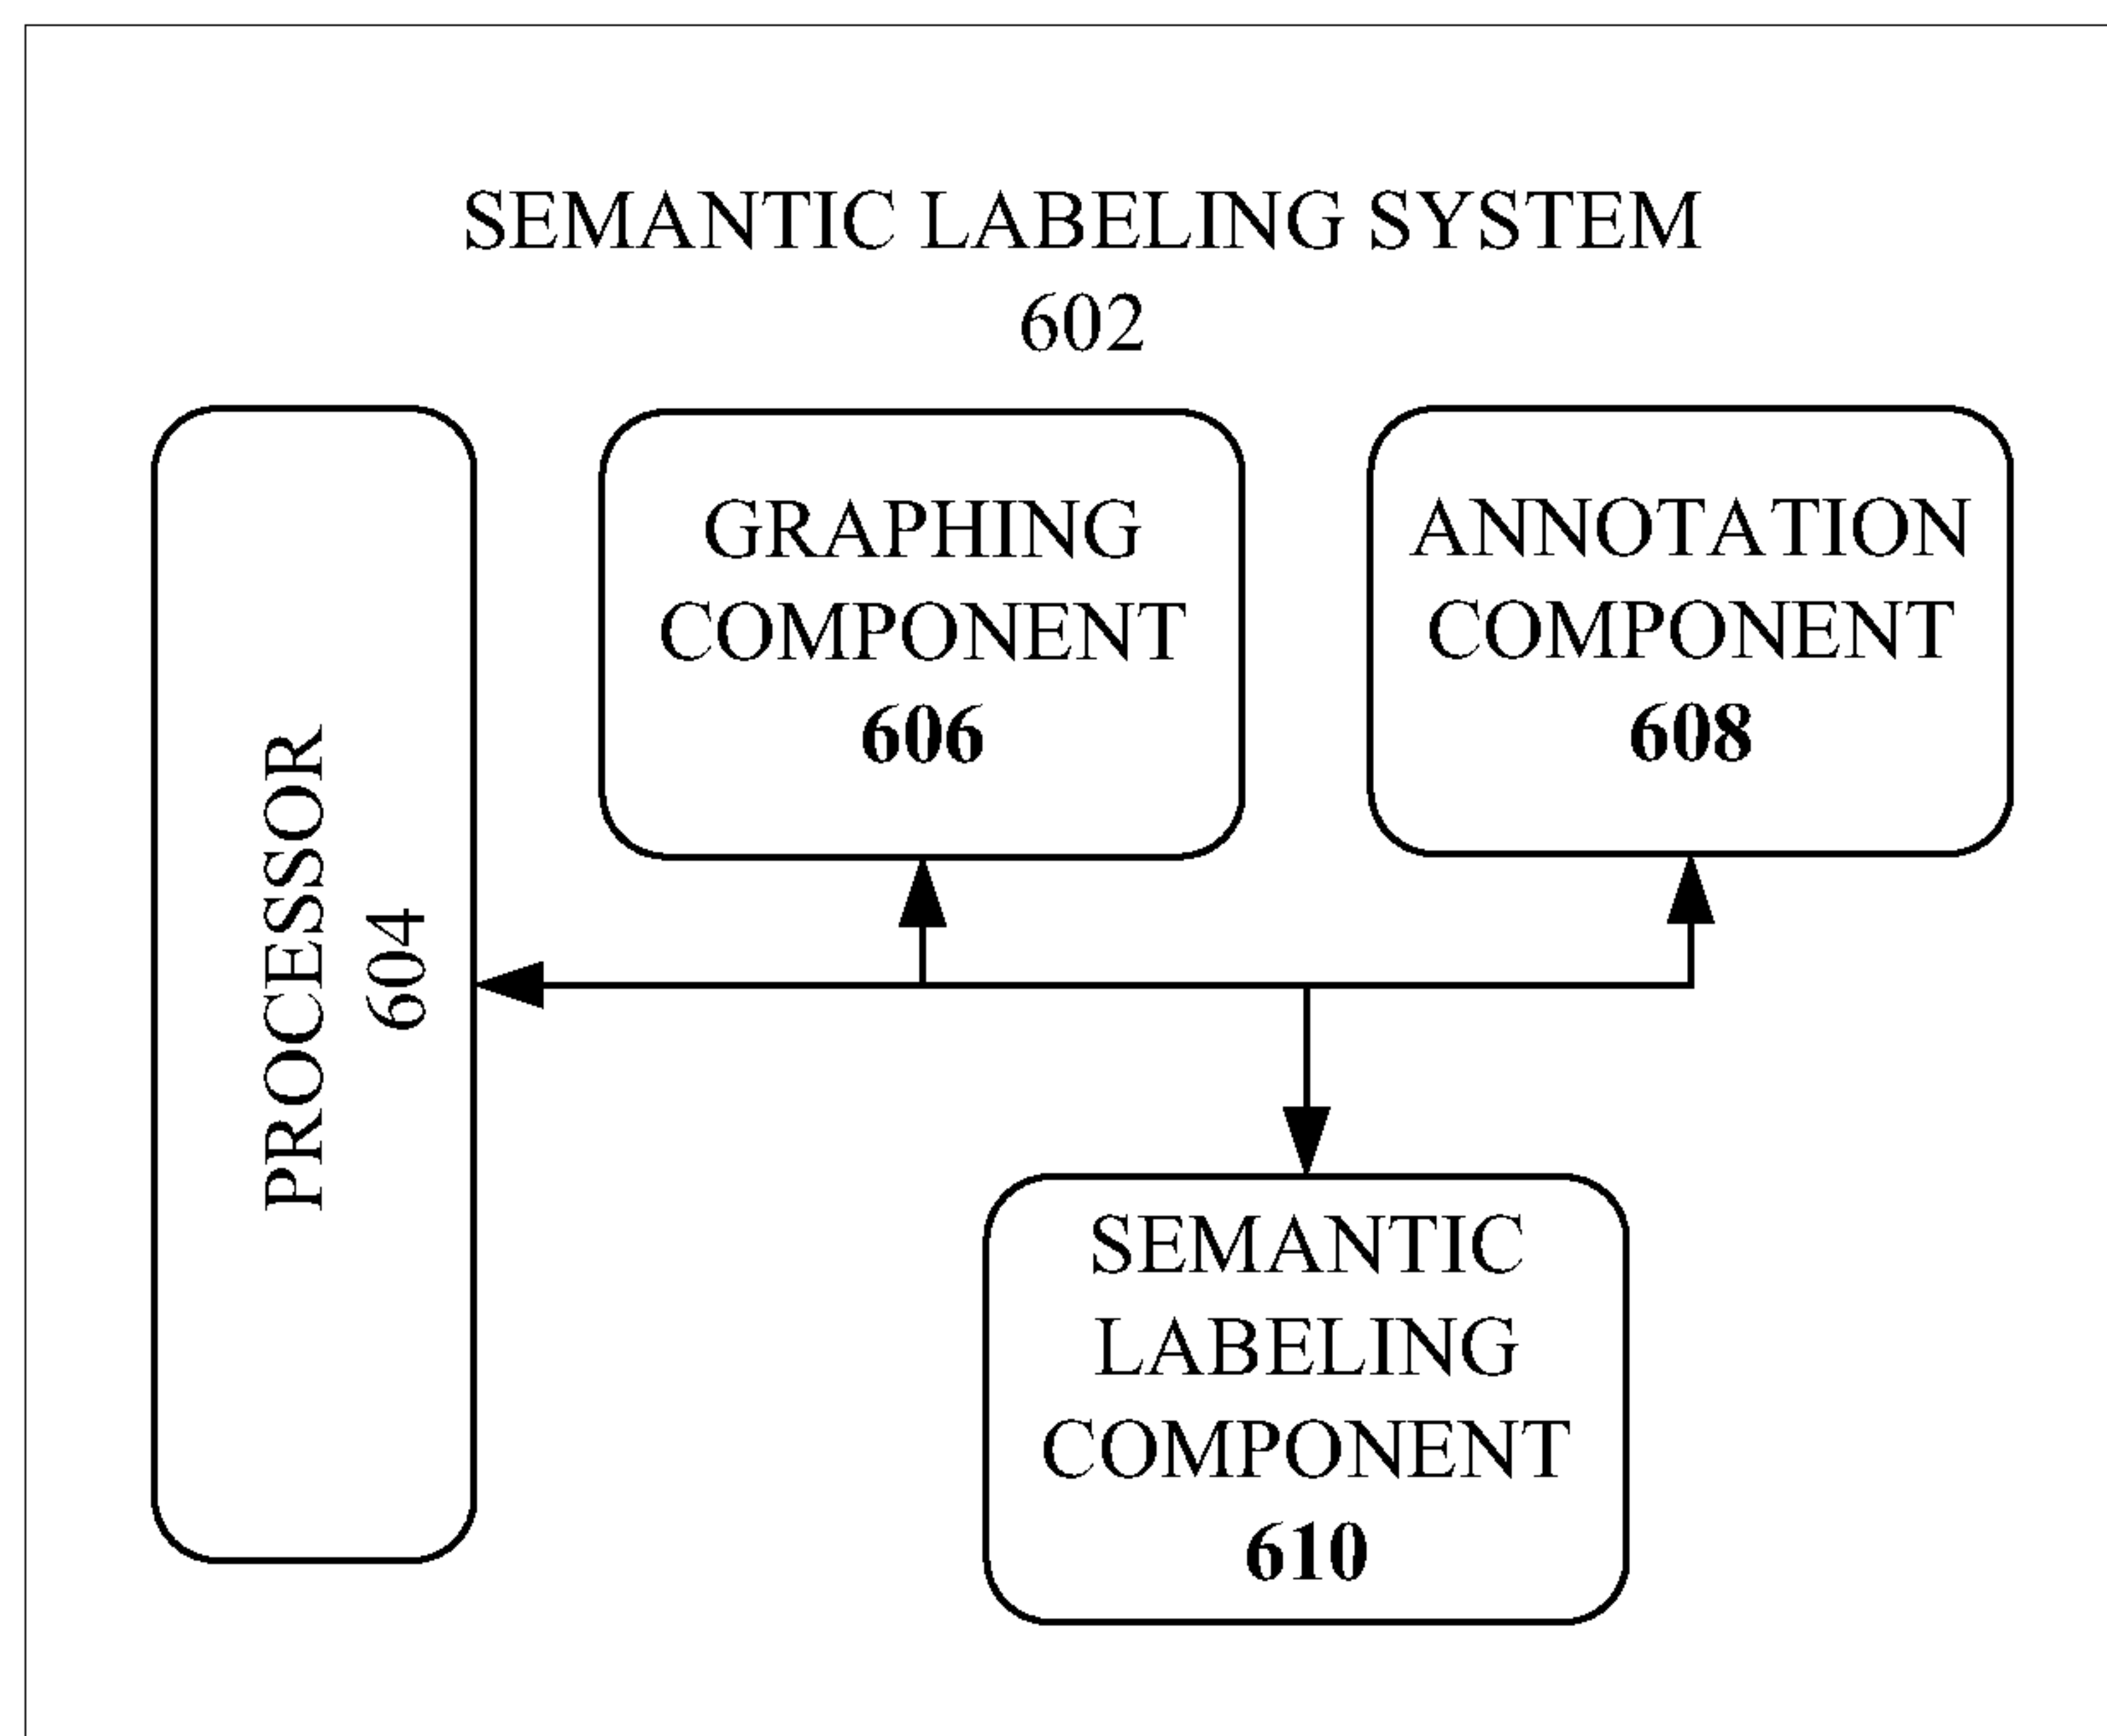 SEMANTIC LABELING SYSTEM
602
PROCESSOR
604
GRAPHING
COMPONENT
606
ANNOTATION
COMPONENT
608
SEMANTIC
LABELING
COMPONENT
610